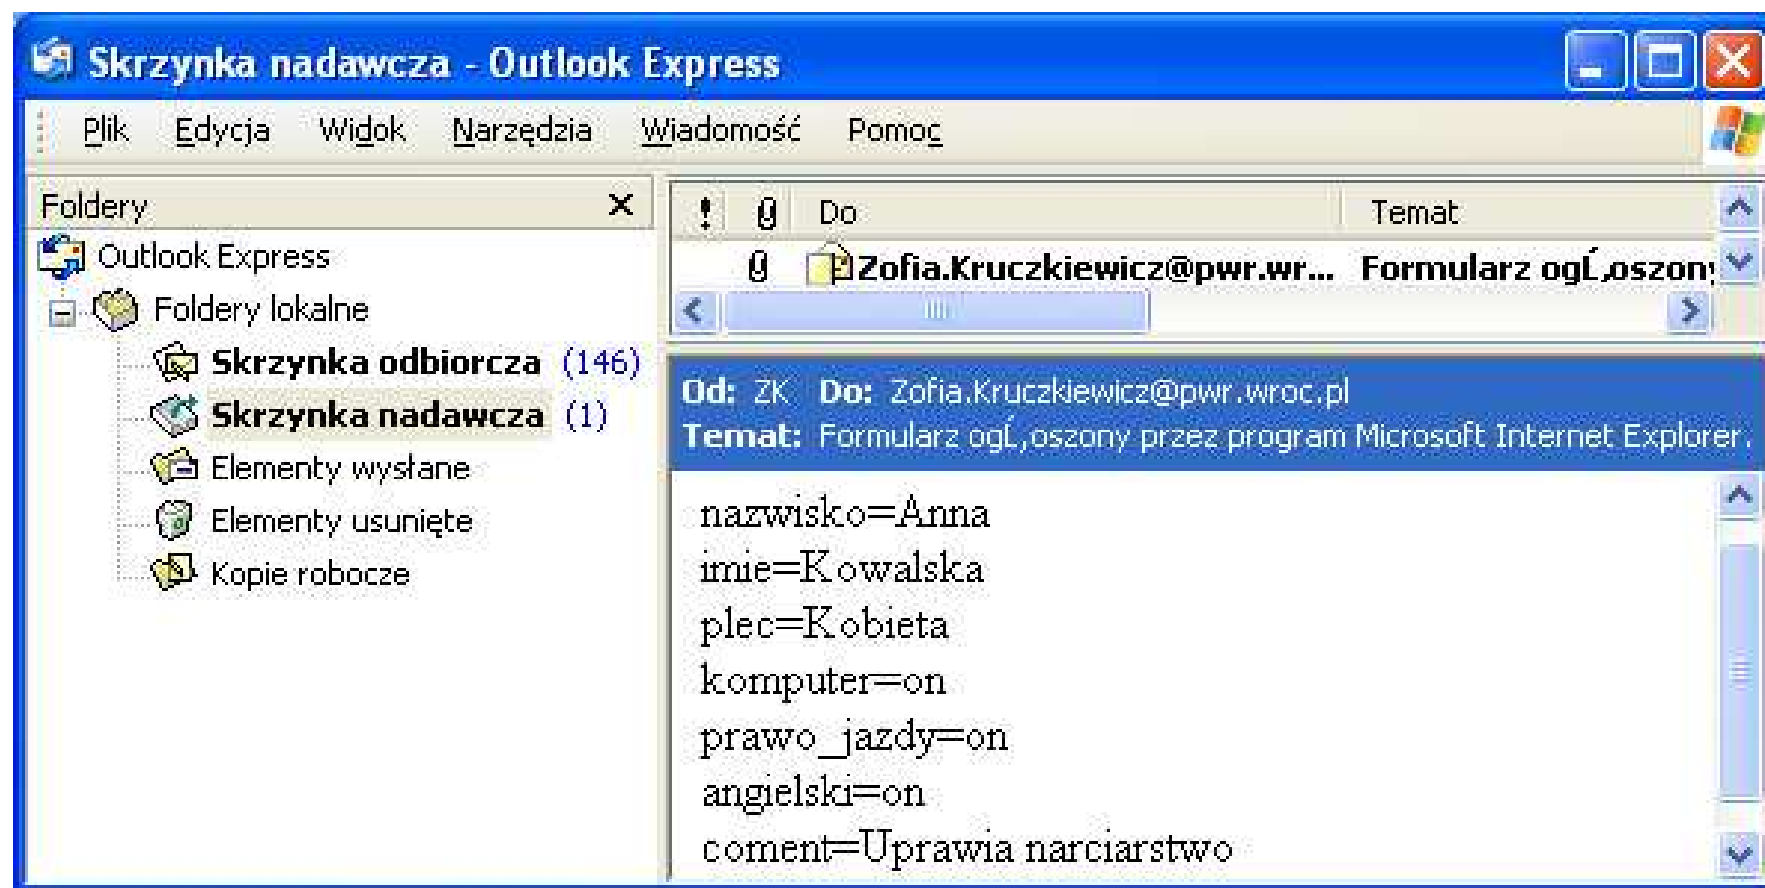 Skrzynka nadawcza - Outlook Express
Plik Edycja Widok Narzędzia Wiadomość Pomoc
Foldery
Outlook Express
Foldery lokalne
Skrzynka odbiorcza (146)
Skrzynka nadawcza (1)
Elementy wysłane
Elementy usunięte
Kopie robocze
! Do Temat
Zofia.Kruczkiewicz@pwr.wr... Formularz ogĹ‚oszony
Od: ZK Do: Zofia.Kruczkiewicz@pwr.wroc.pl
Temat: Formularz ogĹ‚oszony przez program Microsoft Internet Explorer.
nazwisko=Anna
imie=Kowalska
plec=Kobieta
komputer=on
prawo_jazdy=on
angielski=on
coment=Uprawia narciarstwo